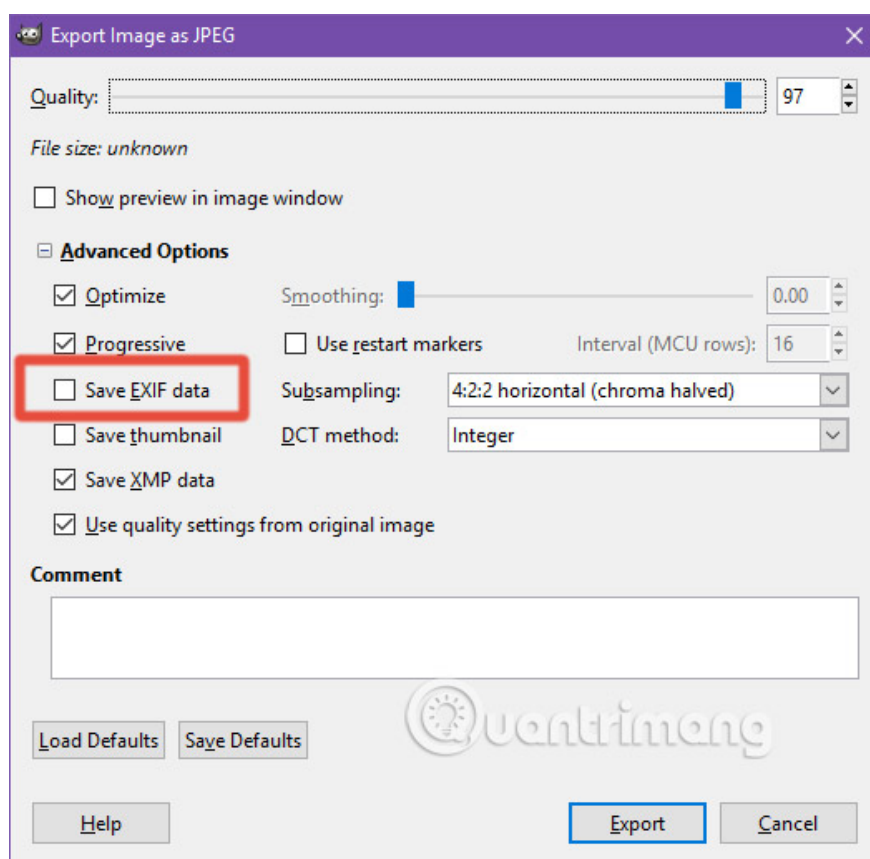 Export Image as JPEG
Quality: 97
File size: unknown
Show preview in image window
Advanced Options
Optimize Smoothing: 0.00
Progressive Use restart markers Interval (MCU rows): 16
Save EXIF data Subsampling: 4:2:2 horizontal (chroma halved)
Save thumbnail DCT method: Integer
Save XMP data
Use quality settings from original image
Comment
Quantrimang
Load Defaults Save Defaults
Help Export Cancel